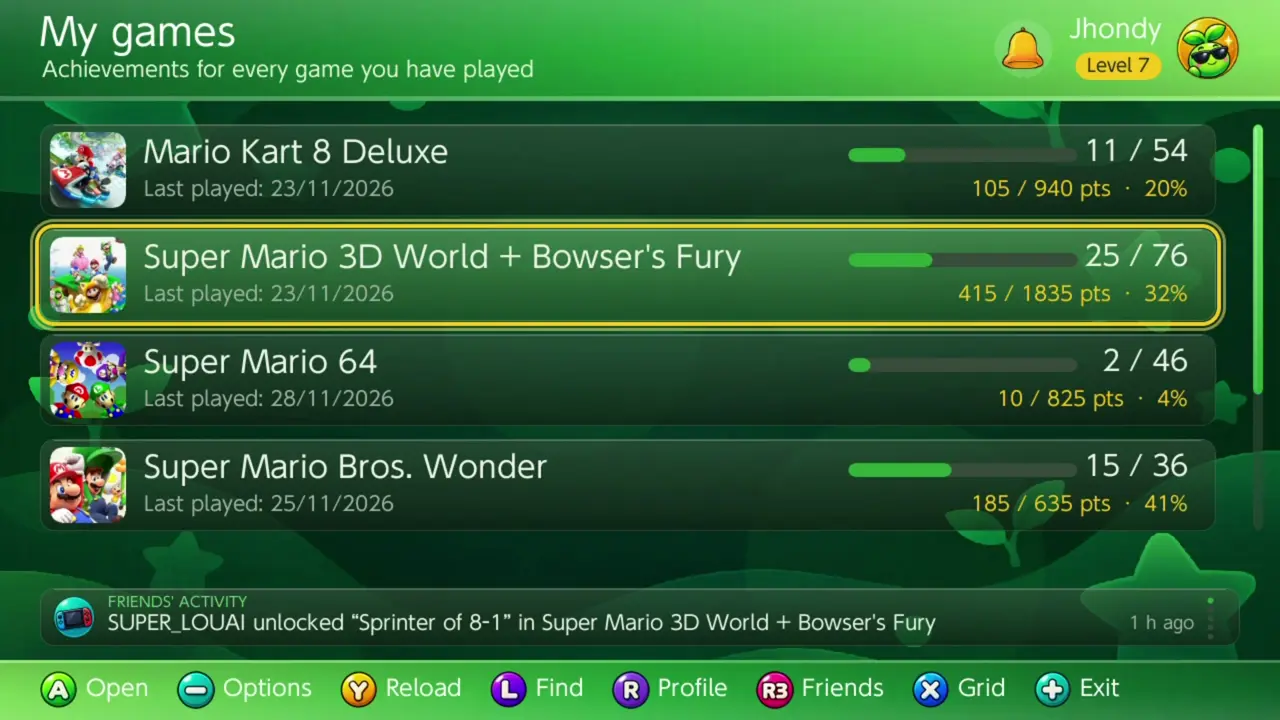 My games
Achievements for every game you have played
Jhondy
Level 7
Mario Kart 8 Deluxe
11 / 54
Last played: 23/11/2026
105 / 940 pts · 20%
Super Mario 3D World + Bowser's Fury
25 / 76
Last played: 23/11/2026
415 / 1835 pts · 32%
Super Mario 64
2 / 46
Last played: 28/11/2026
10 / 825 pts · 4%
Super Mario Bros. Wonder
15 / 36
Last played: 25/11/2026
185 / 635 pts · 41%
FRIENDS' ACTIVITY
SUPER_LOUAI unlocked “Sprinter of 8-1” in Super Mario 3D World + Bowser's Fury
1 h ago
A Open − Options Y Reload L Find R Profile R3 Friends X Grid + Exit